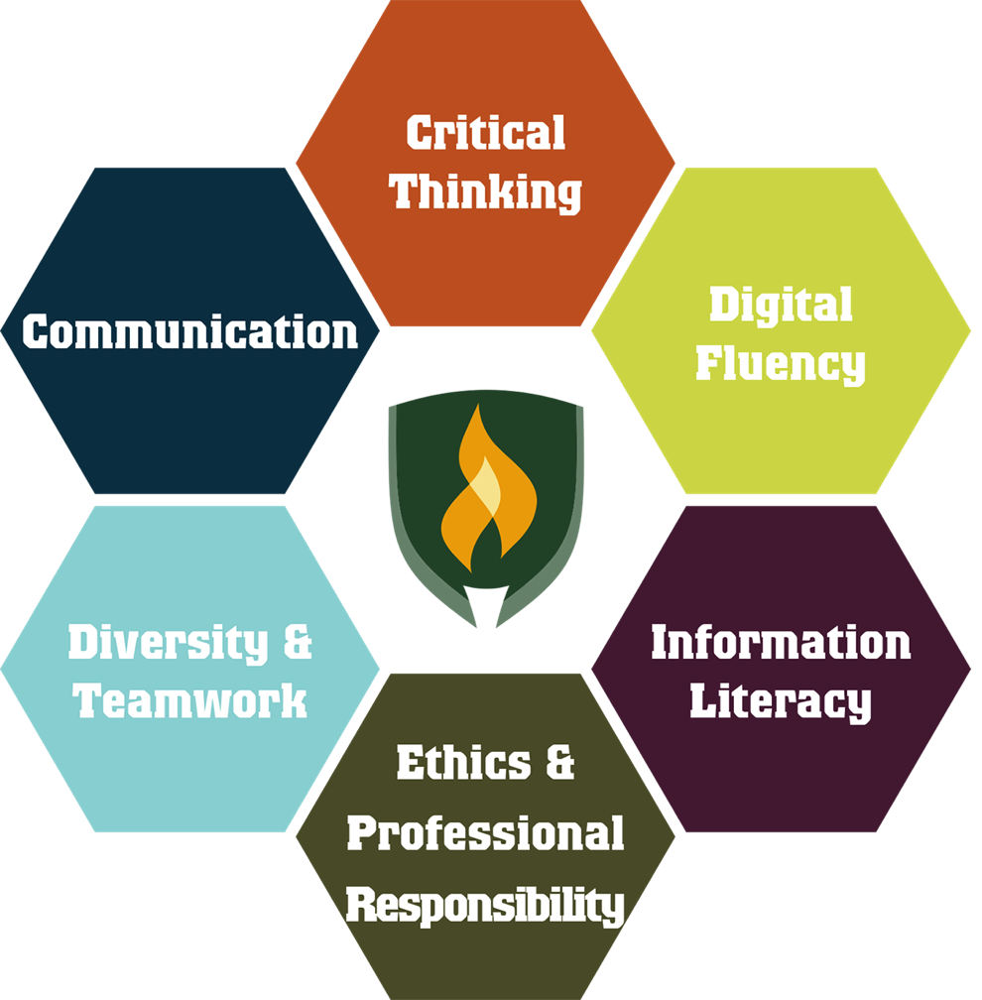 Critical
Thinking
Digital
Fluency
Communication
Information
Literacy
Diversity &
Teamwork
Ethics &
Professional
Responsibility